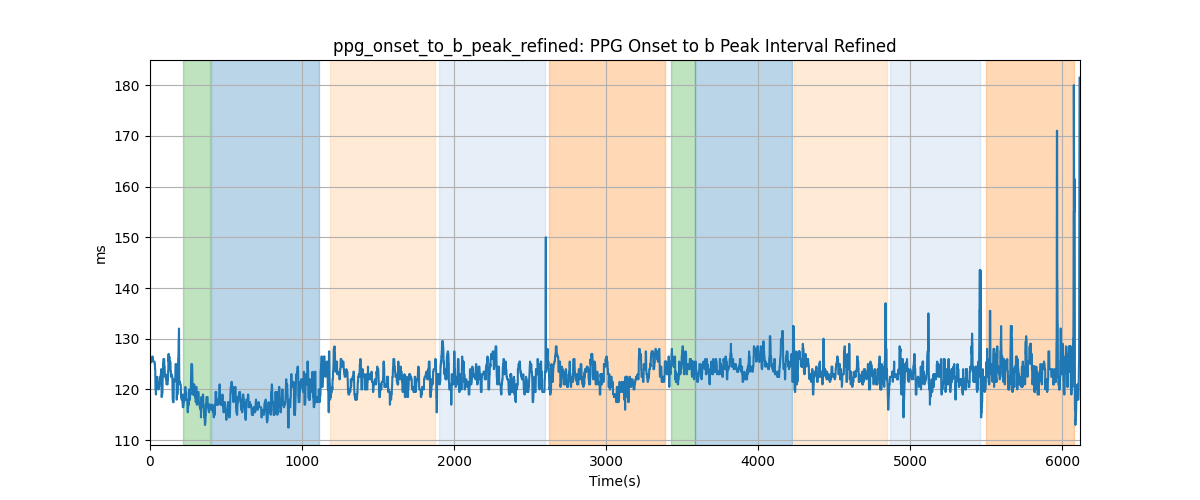 ppg_onset_to_b_peak_refined: PPG Onset to b Peak Interval Refined
180
170
160
150
140
130
120
110
ms
0 1000 2000 3000 4000 5000 6000
Time(s)